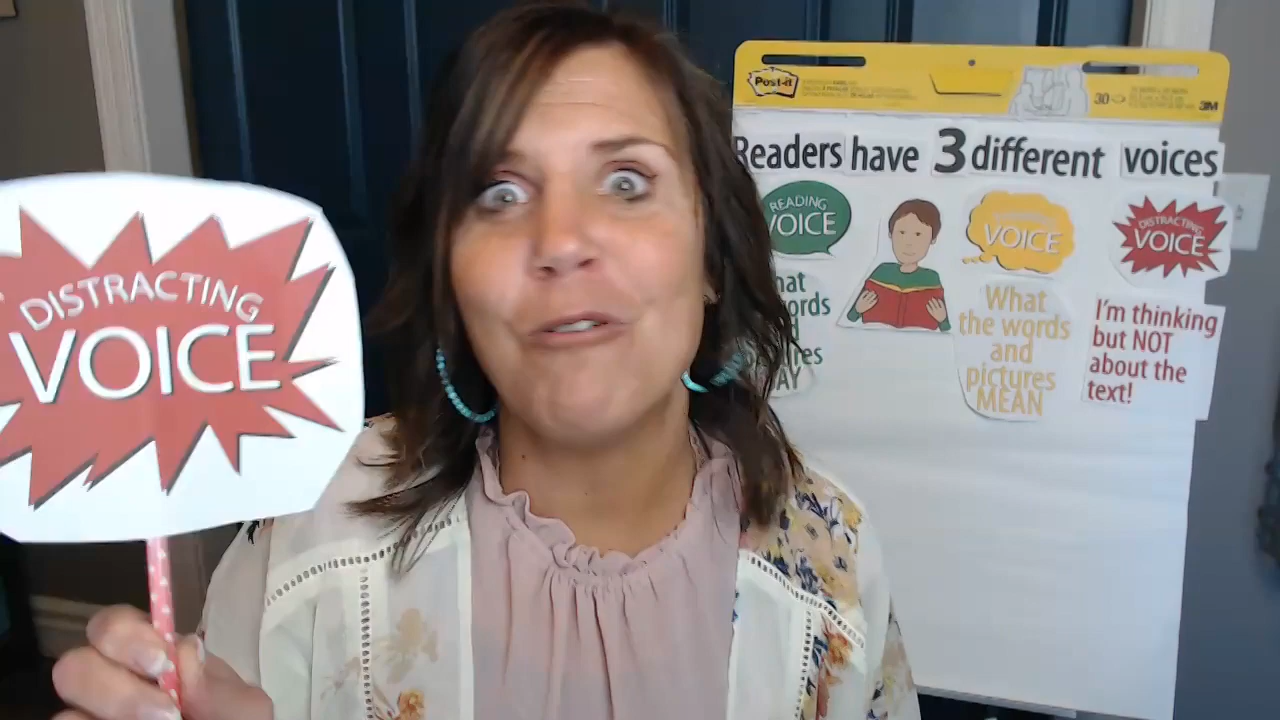 DISTRACTING
VOICE
Post-it
30
3M
Readers have 3 different voices
READING
VOICE
VOICE
DISTRACTING
VOICE
What
the words
and
pictures
MEAN
I'm thinking
but NOT
about the
text!